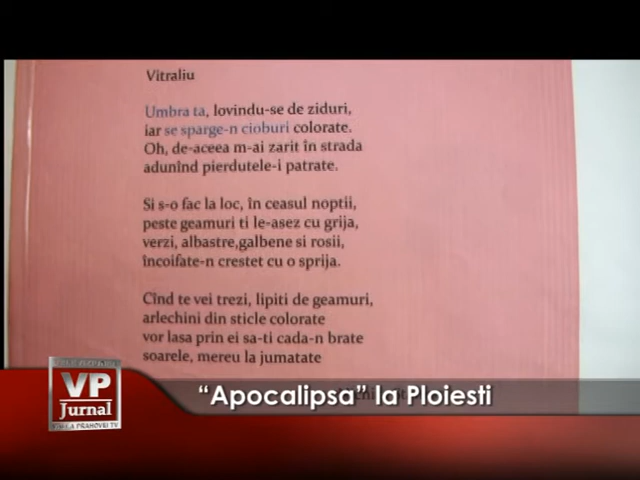 Vitraliu
Umbra ta, lovindu-se de ziduri,
iar se sparge-n cioburi colorate.
Oh, de-aceea m-ai zarit în strada
adunînd pierdutele-i patrate.
Si s-o fac la loc, în ceasul noptii,
peste geamuri ti le-asez cu grija,
verzi, albastre,galbene si rosii,
încoifate-n crestet cu o sprija.
Cînd te vei trezi, lipiti de geamuri,
arlechini din sticle colorate
vor lasa prin ei sa-ti cada-n brate
soarele, mereu la jumatate
VP
Jurnal
"Apocalipsa" la Ploiesti